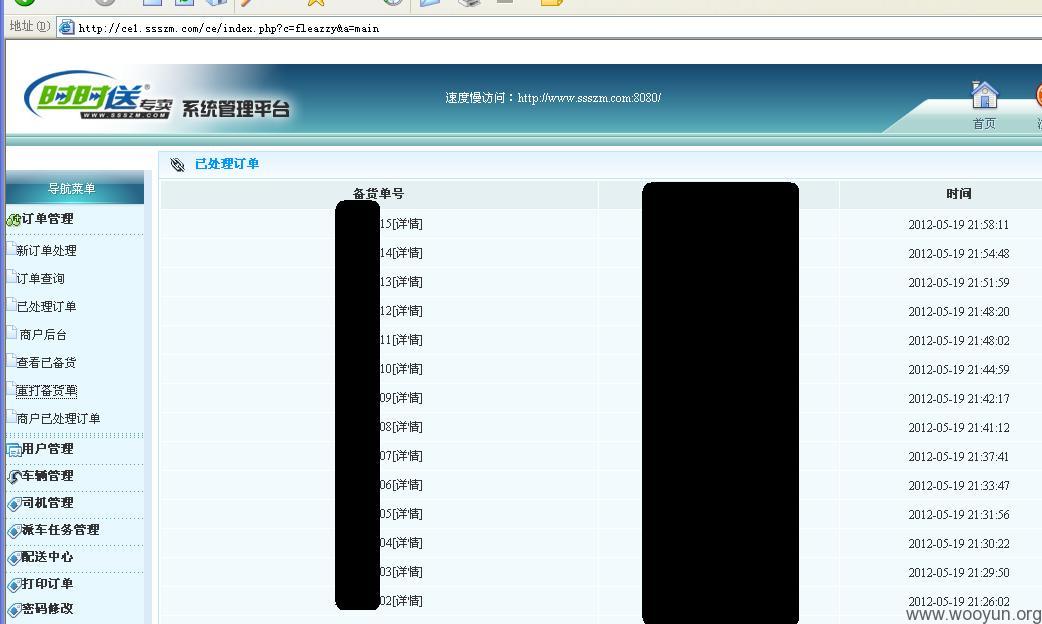 地址(D) http://ce1.ssszm.com/ce/index.php?c=fleazzy&a=main
时时送®专卖 系统管理平台
www.ssszm.com
速度慢访问：http://www.ssszm.com:8080/
首页
导航菜单
已处理订单
备货单号 时间
订单管理
15[详情] 2012-05-19 21:58:11
新订单处理
14[详情] 2012-05-19 21:54:48
订单查询
13[详情] 2012-05-19 21:51:59
已处理订单
12[详情] 2012-05-19 21:48:20
商户后台
11[详情] 2012-05-19 21:48:02
查看已备货
10[详情] 2012-05-19 21:44:59
重打备货单
09[详情] 2012-05-19 21:42:17
商户已处理订单
08[详情] 2012-05-19 21:41:12
用户管理
07[详情] 2012-05-19 21:37:41
车辆管理
06[详情] 2012-05-19 21:33:47
司机管理
05[详情] 2012-05-19 21:31:56
派车任务管理
04[详情] 2012-05-19 21:30:22
配送中心
03[详情] 2012-05-19 21:29:50
打印订单
02[详情] 2012-05-19 21:26:02
密码修改
www.wooyun.org